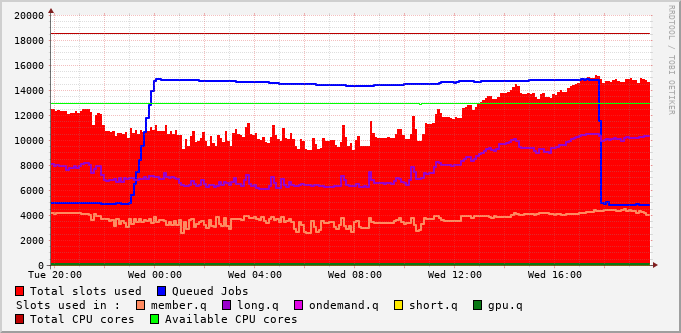 20000
18000
16000
14000
12000
10000
8000
6000
4000
2000
0
Tue 20:00 Wed 00:00 Wed 04:00 Wed 08:00 Wed 12:00 Wed 16:00
RRDTOOL / TOBI OETIKER
Total slots used Queued Jobs
Slots used in : member.q long.q ondemand.q short.q gpu.q
Total CPU cores Available CPU cores